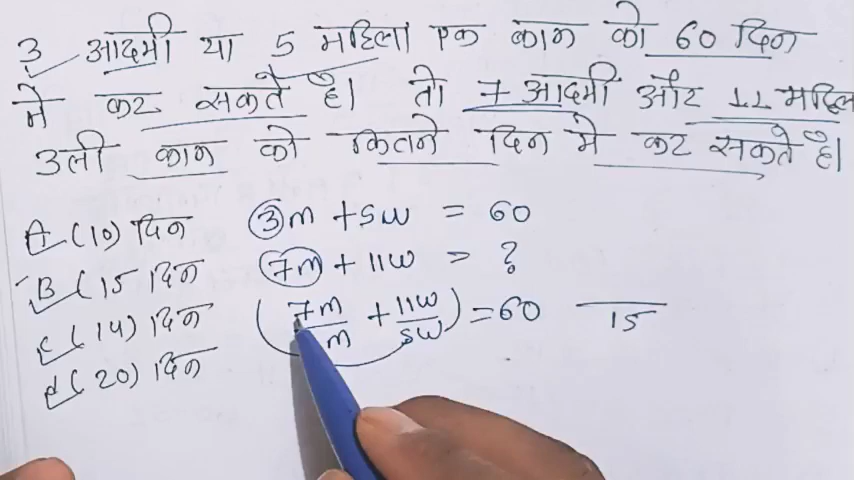 3 आदमी या 5 महिला एक काम को 60 दिन
मे कर सकते है। तो 7 आदमी और 11 महिल
उसी काम को कितने दिन मे कर सकते है।
A (10) दिन
B (15 दिन
C (14) दिन
d (20) दिन
3m + 5w = 60
7m + 11w = ?
(7m/m + 11w/5w) = 60
15